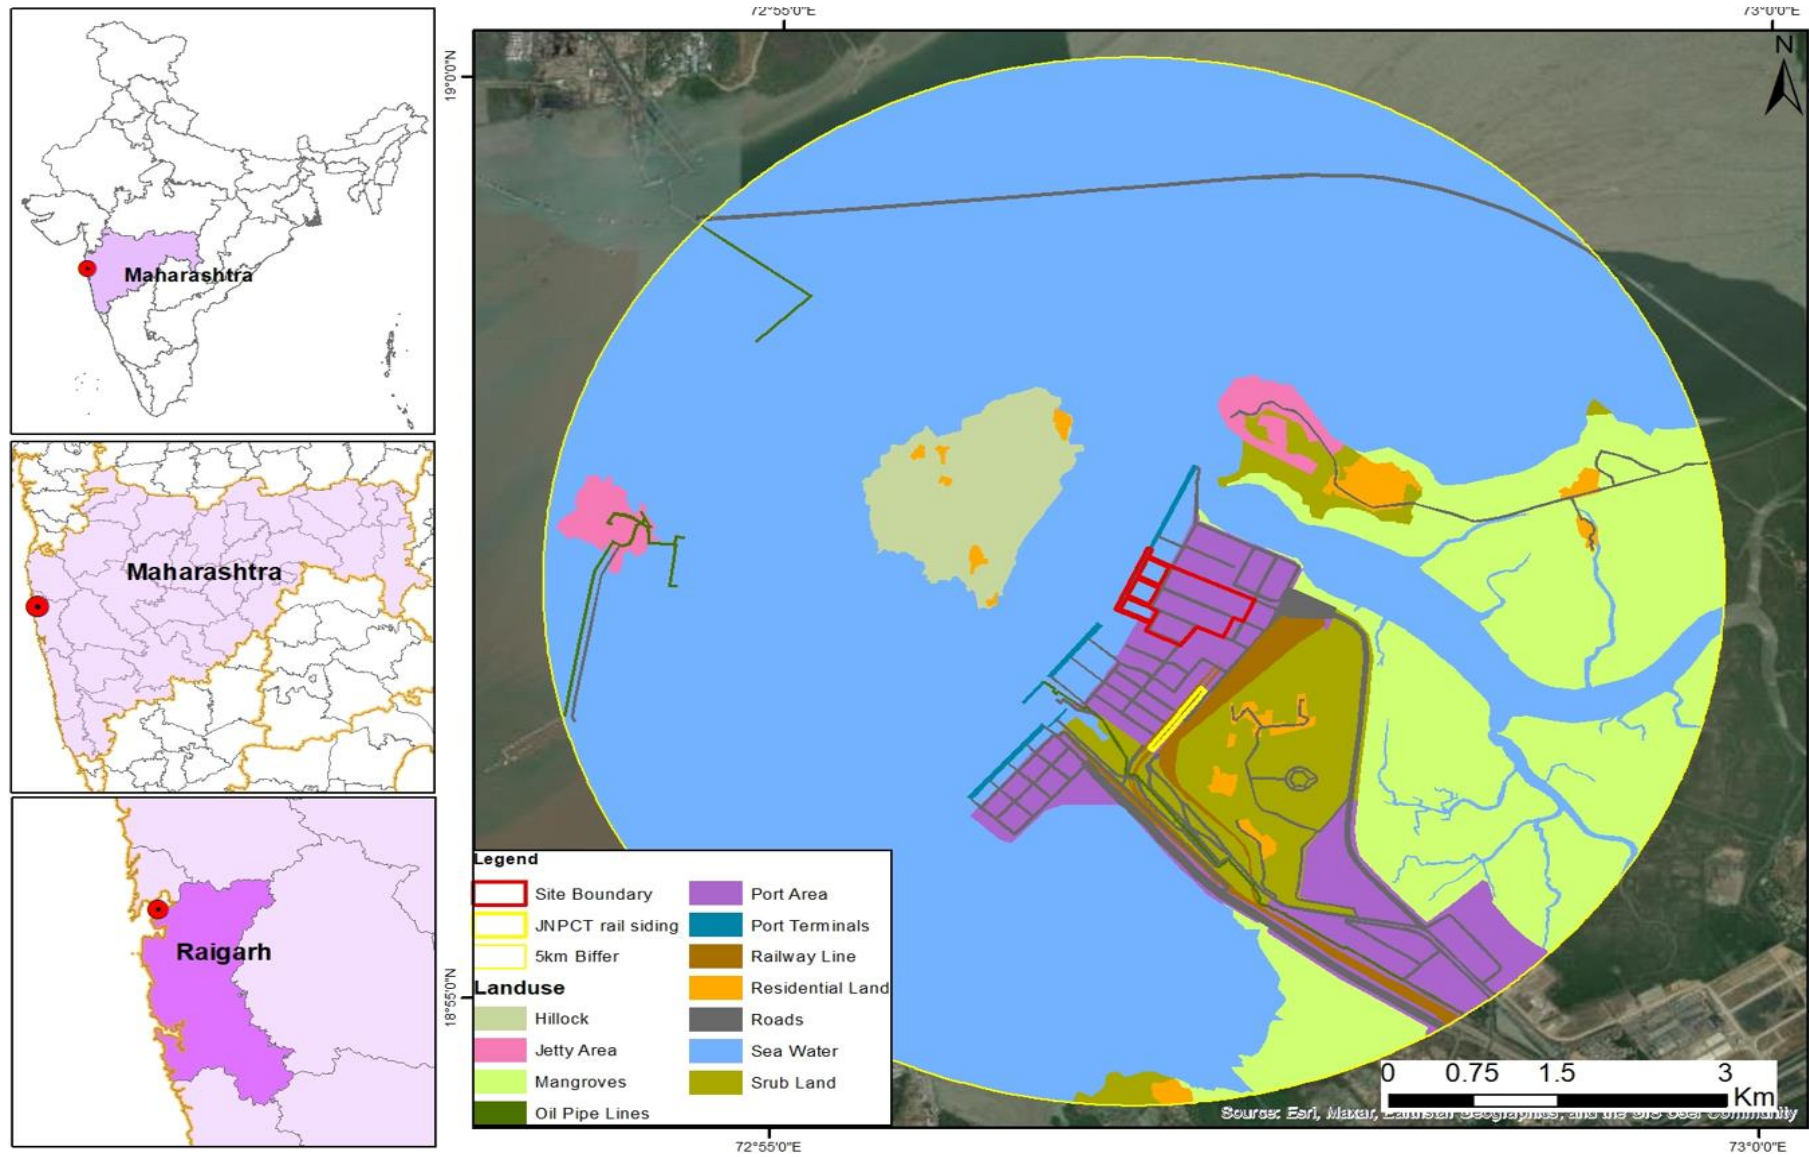 Maharashtra
Maharashtra
Raigarh
72°55'0"E
73°0'0"E
N
19°0'0"N
18°55'0"N
Legend
Site Boundary
JNPCT rail siding
5km Biffer
Landuse
Hillock
Jetty Area
Mangroves
Oil Pipe Lines
Port Area
Port Terminals
Railway Line
Residential Land
Roads
Sea Water
Srub Land
0 0.75 1.5 3
Km
Source: Esri, Maxar, Earthstar Geographics, and the GIS User Community
72°55'0"E
73°0'0"E